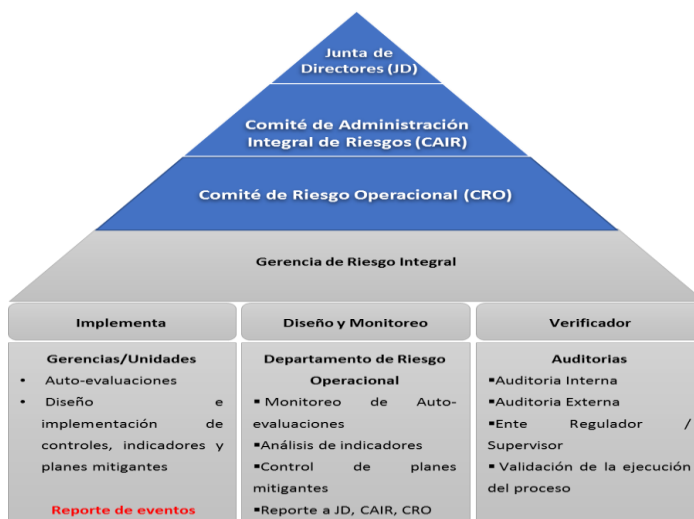 Junta de
Directores (JD)
Comité de Administración
Integral de Riesgos (CAIR)
Comité de Riesgo Operacional (CRO)
Gerencia de Riesgo Integral
Implementa
Gerencias/Unidades
• Auto-evaluaciones
• Diseño e
implementación de
controles, indicadores y
planes mitigantes
Reporte de eventos
Diseño y Monitoreo
Departamento de Riesgo
Operacional
▪ Monitoreo de Auto-
evaluaciones
▪Análisis de indicadores
▪Control de planes
mitigantes
▪Reporte a JD, CAIR, CRO
Verificador
Auditorias
▪Auditoria Interna
▪Auditoria Externa
▪Ente Regulador /
Supervisor
▪ Validación de la ejecución
del proceso